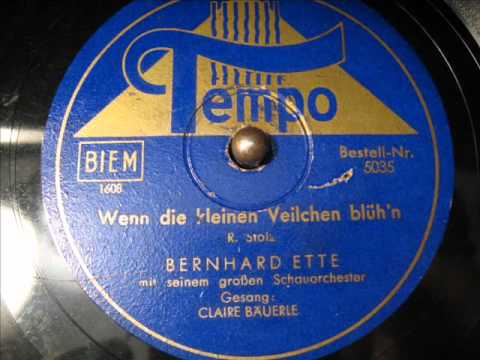 Tempo
BIEM
1608
Bestell-Nr.
5035
Wenn die kleinen Veilchen blüh'n
R. Stolz
BERNHARD ETTE
mit seinem großen Schauorchester
Gesang:
CLAIRE BÄUERLE